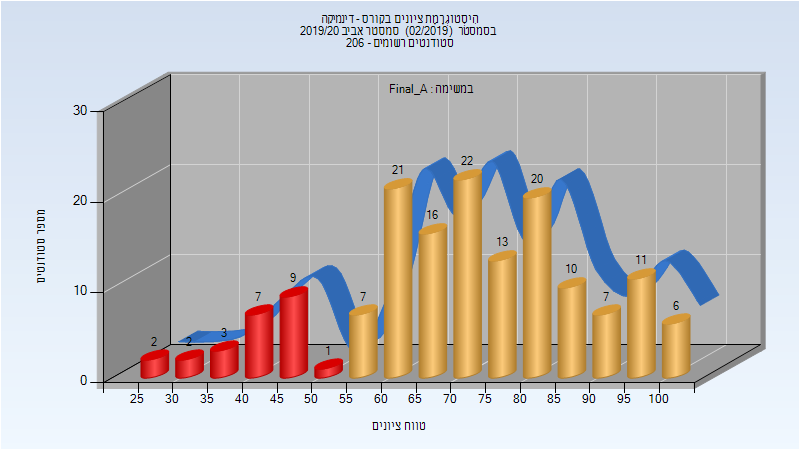 היסטוגרמת ציונים בקורס - דינמיקה
בסמסטר (02/2019) סמסטר אביב 2019/20
סטודנטים רשומים - 206
במשימה : Final_A
מספר סטודנטים
30
20
10
0
2
2
3
7
9
1
7
21
16
22
13
20
10
7
11
6
25 30 35 40 45 50 55 60 65 70 75 80 85 90 95 100
טווח ציונים